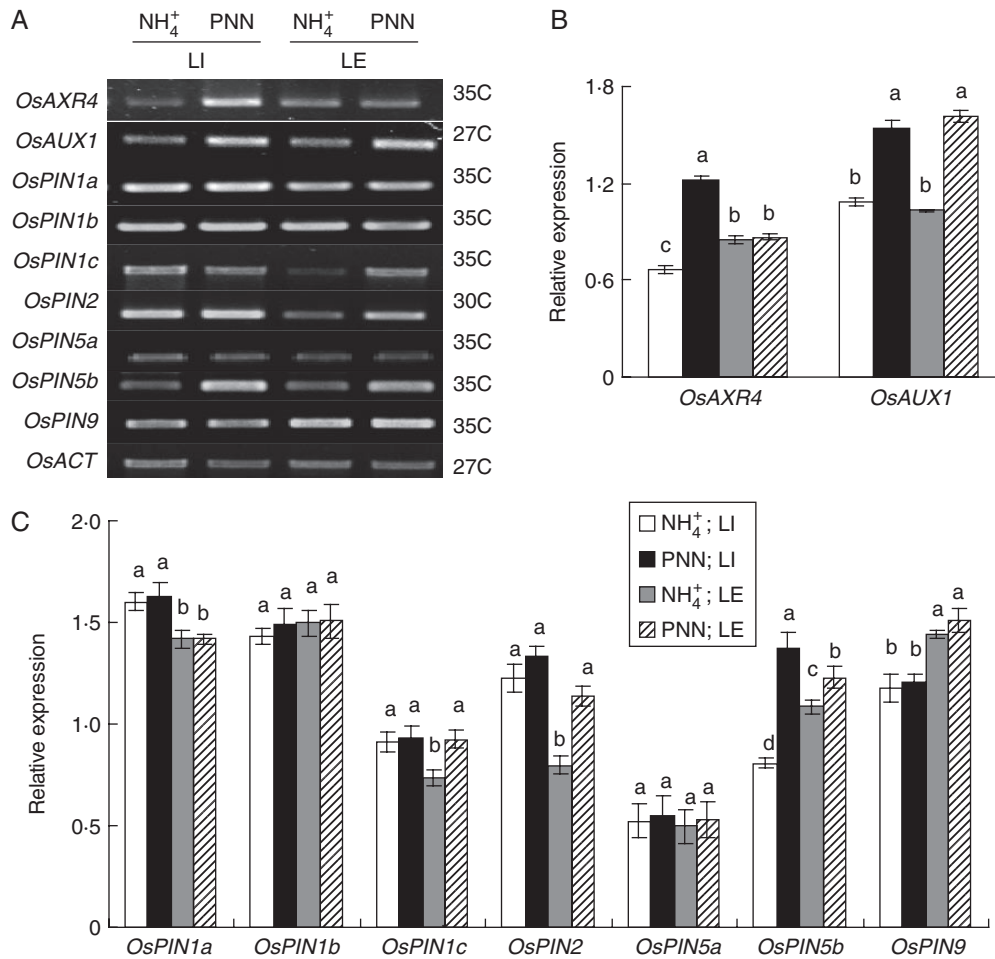 A
NH₄⁺ PNN NH₄⁺ PNN
LI LE
OsAXR4 35C
OsAUX1 27C
OsPIN1a 35C
OsPIN1b 35C
OsPIN1c 35C
OsPIN2 30C
OsPIN5a 35C
OsPIN5b 35C
OsPIN9 35C
OsACT 27C
B
Relative expression
1·8
1·2
0·6
0
c a b b
b a b a
OsAXR4 OsAUX1
C
Relative expression
2·0
1·5
1·0
0·5
0
NH₄⁺; LI
PNN; LI
NH₄⁺; LE
PNN; LE
a a b b
a a a a
a a b a
a a b a
a a a a
d a c b
b b a a
OsPIN1a OsPIN1b OsPIN1c OsPIN2 OsPIN5a OsPIN5b OsPIN9